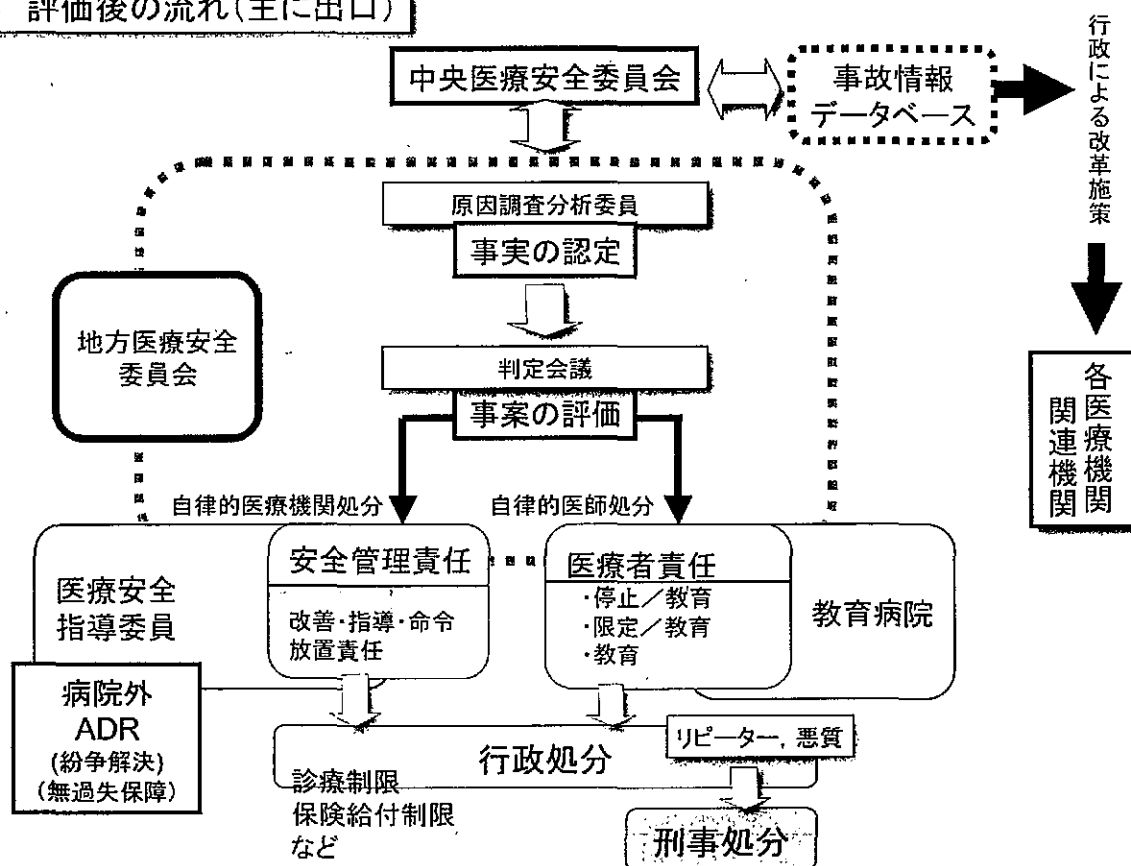 評価後の流れ(主に出口)
中央医療安全委員会
事故情報
データベース
行政による改革施策
各医療機関
関連機関
原因調査分析委員
事実の認定
地方医療安全
委員会
判定会議
事案の評価
自律的医療機関処分
自律的医師処分
医療安全
指導委員
安全管理責任
改善・指導・命令
放置責任
医療者責任
・停止/教育
・限定/教育
・教育
教育病院
病院外
ADR
(紛争解決)
(無過失保障)
行政処分
リピーター,悪質
診療制限
保険給付制限
など
刑事処分